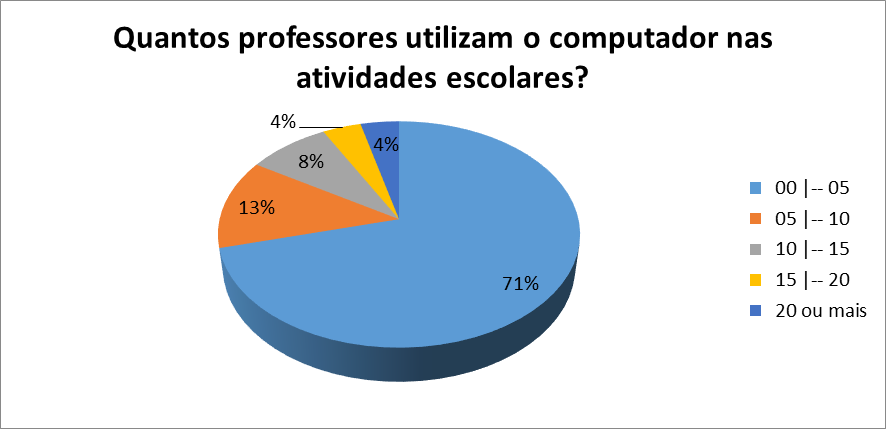 Quantos professores utilizam o computador nas
atividades escolares?
4%
4%
8%
13%
71%
00 |-- 05
05 |-- 10
10 |-- 15
15 |-- 20
20 ou mais